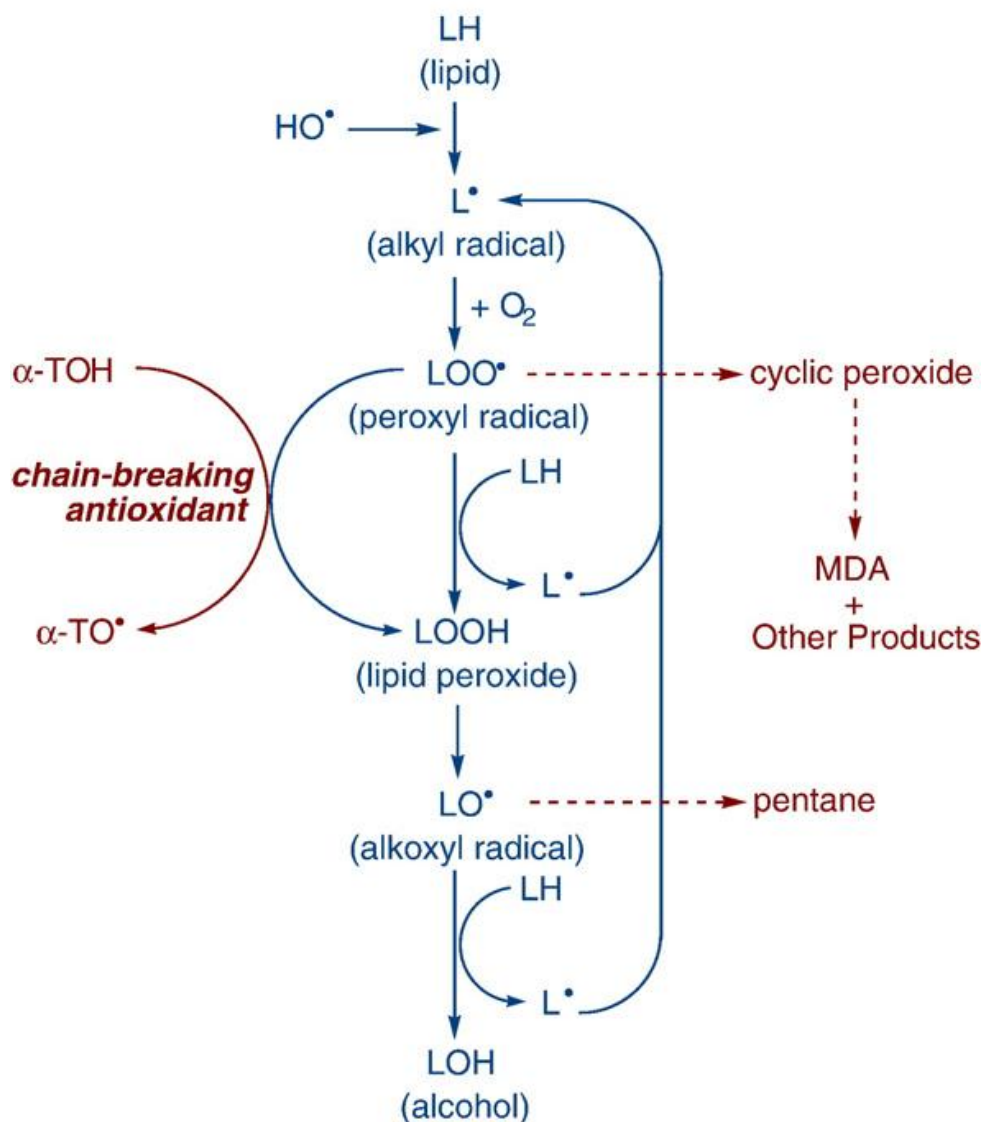 LH
(lipid)
HO•
L•
(alkyl radical)
+ O₂
α-TOH
LOO•
cyclic peroxide
(peroxyl radical)
chain-breaking
antioxidant
LH
MDA
+
Other Products
L•
α-TO•
LOOH
(lipid peroxide)
LO•
pentane
(alkoxyl radical)
LH
L•
LOH
(alcohol)